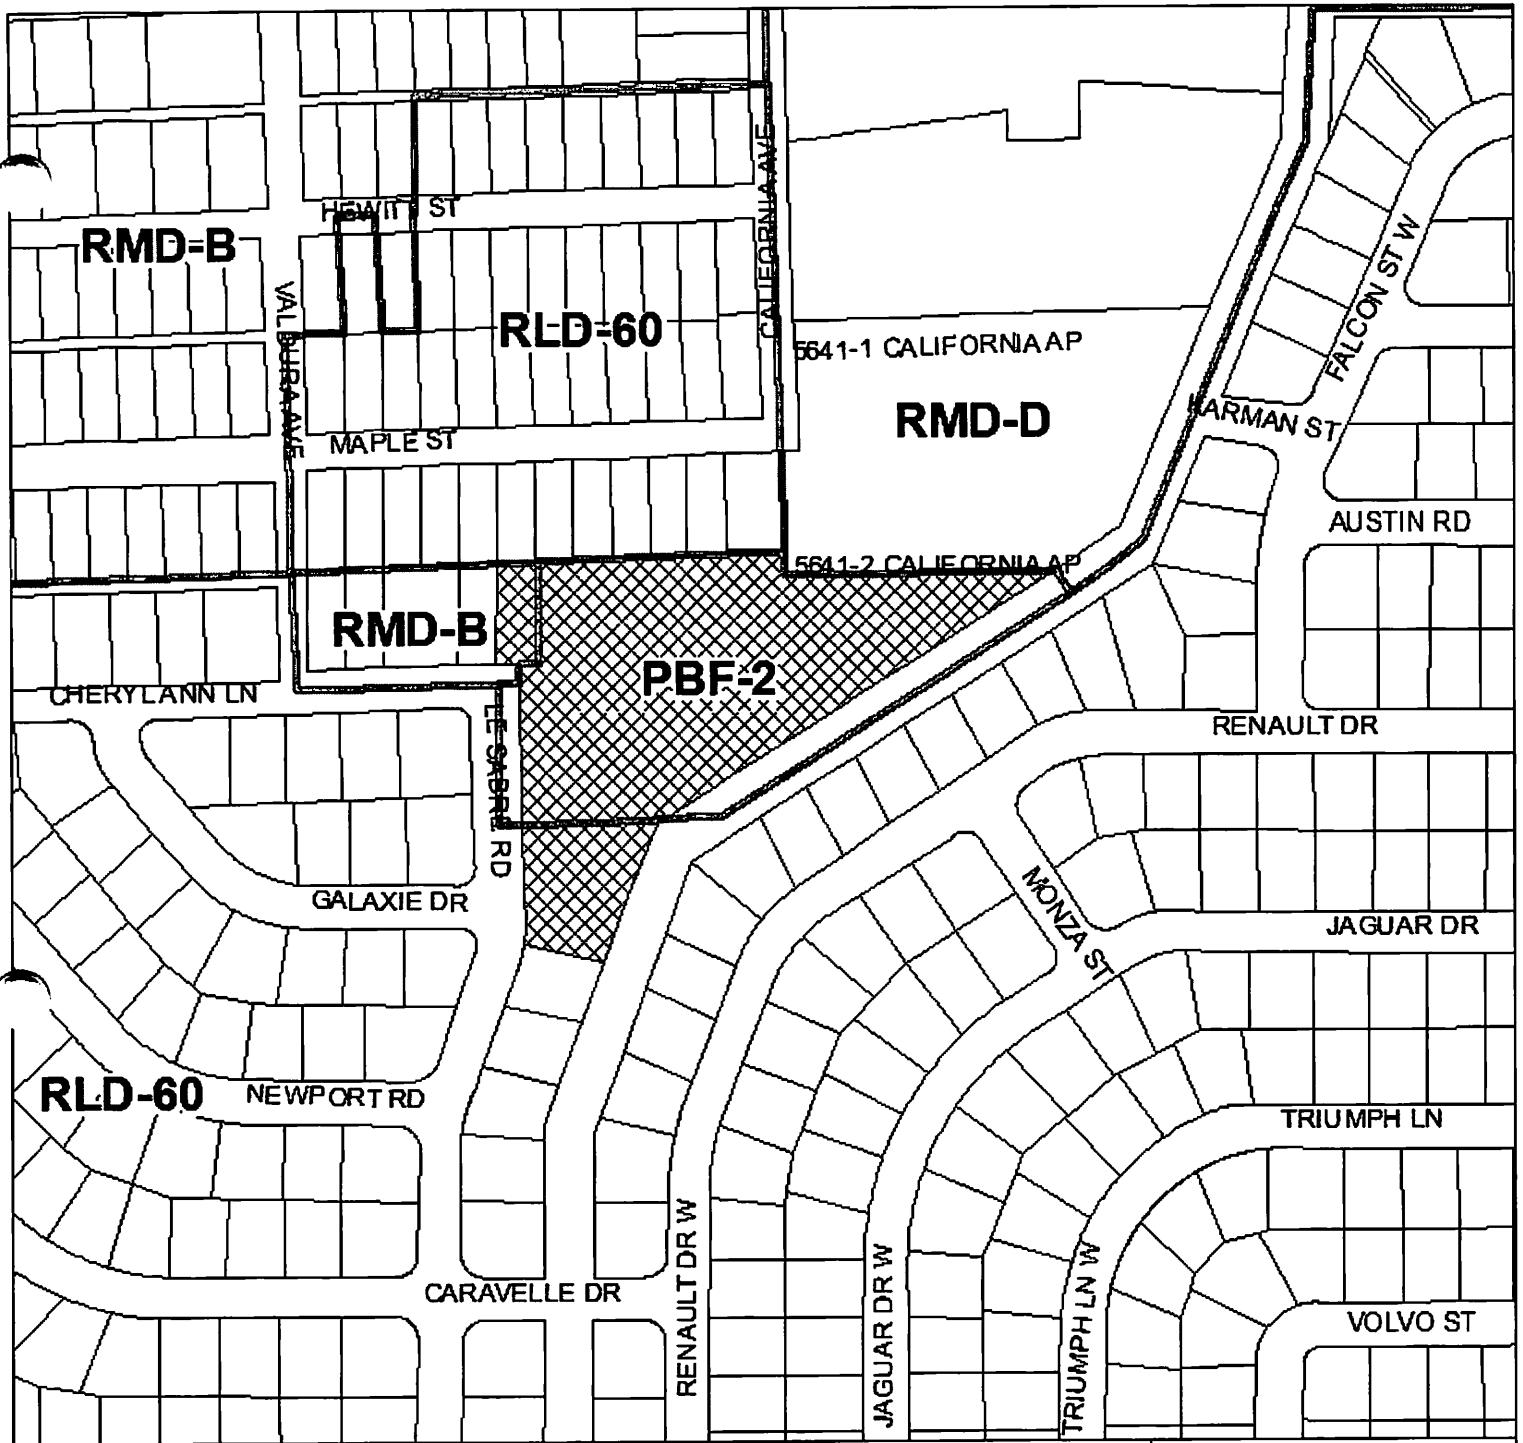 CALIFORNIA AVE
HEWITT ST
RMD-B
FALCON ST W
VALBURA AVE
RLD-60
5641-1 CALIFORNIA AP
RMD-D
KARMAN ST
MAPLE ST
AUSTIN RD
5641-2 CALIFORNIA AP
RMD-B
PBF-2
CHERYLANN LN
RENAULT DR
LE SABRE RD
GALAXIE DR
MONZA ST
JAGUAR DR
RLD-60
NEWPORT RD
TRIUMPH LN
CARAVELLE DR
RENAULT DR W
JAGUAR DR W
TRIUMPH LN W
VOLVO ST